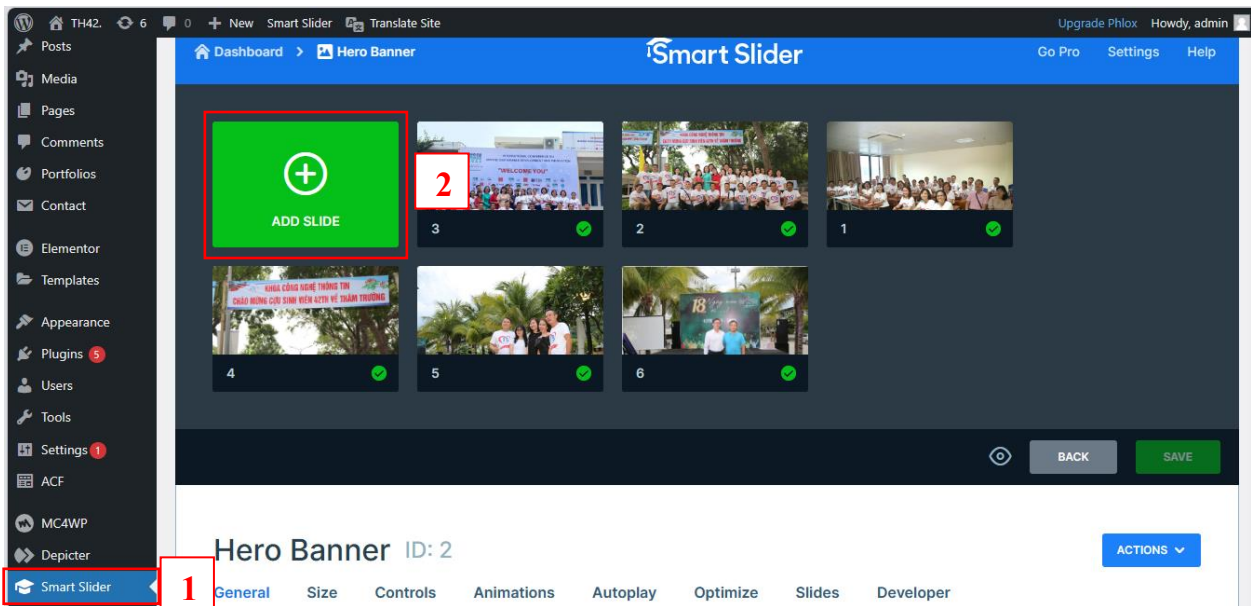 TH42. 6 0 + New Smart Slider Translate Site Upgrade Phlox Howdy, admin
Posts
Media
Pages
Comments
Portfolios
Contact
Elementor
Templates
Appearance
Plugins 5
Users
Tools
Settings 1
ACF
MC4WP
Depicter
Smart Slider
1
Dashboard > Hero Banner
Smart Slider
Go Pro Settings Help
ADD SLIDE
2
"WELCOME YOU"
3
2
1
KHOA CÔNG NGHỆ THÔNG TIN
CHÀO MỪNG CỰU SINH VIÊN 42TH VỀ THĂM TRƯỜNG
18
4
5
6
BACK
SAVE
Hero Banner ID: 2
ACTIONS
General Size Controls Animations Autoplay Optimize Slides Developer